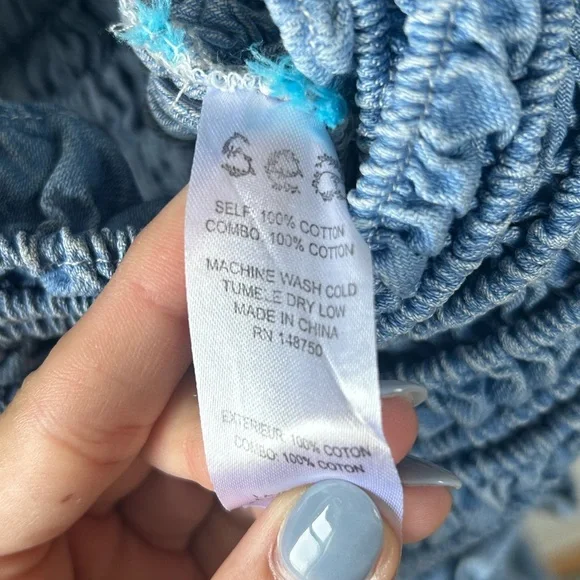 SELF: 100% COTTON
COMBO: 100% COTTON
MACHINE WASH COLD
TUMBLE DRY LOW
MADE IN CHINA
RN 148750
EXTERIEUR: 100% COTON
COMBO: 100% COTON